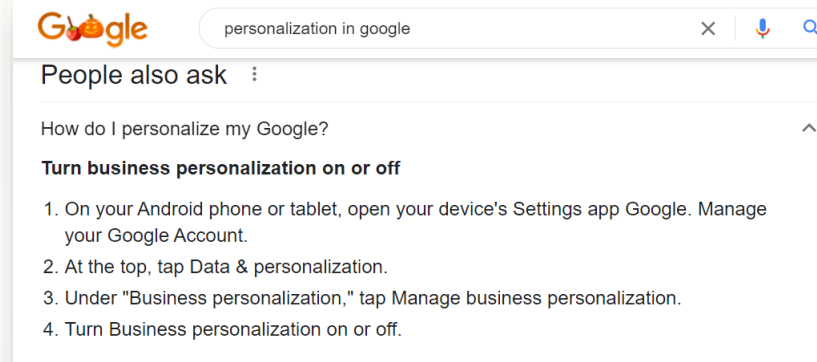 Google
personalization in google
People also ask
How do I personalize my Google?
Turn business personalization on or off
1. On your Android phone or tablet, open your device's Settings app Google. Manage
your Google Account.
2. At the top, tap Data & personalization.
3. Under "Business personalization," tap Manage business personalization.
4. Turn Business personalization on or off.